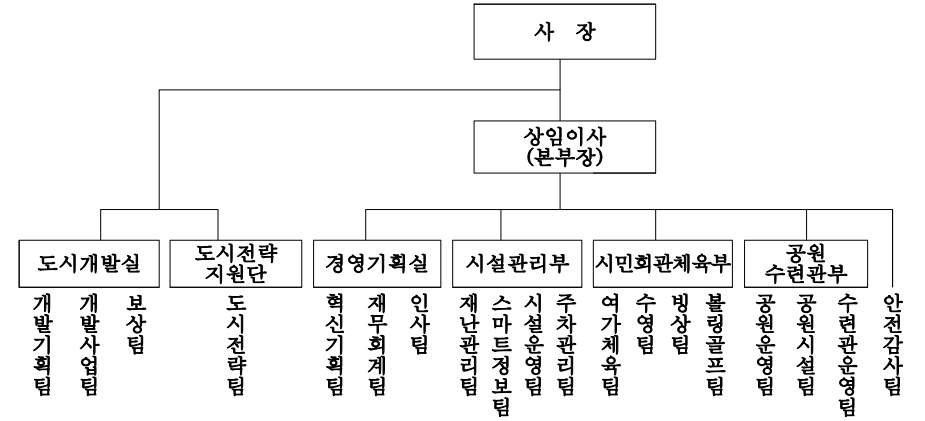 사 장
상임이사
(본부장)
도시개발실
도시전략
지원단
경영기획실
시설관리부
시민회관체육부
공원
수련관부
개발기획팀
개발사업팀
보상팀
도시전략팀
혁신기획팀
재무회계팀
인사팀
재난관리팀
스마트정보팀
시설운영팀
주차관리팀
여가체육팀
수영팀
빙상팀
볼링골프팀
공원운영팀
공원시설팀
수련관운영팀
안전감사팀